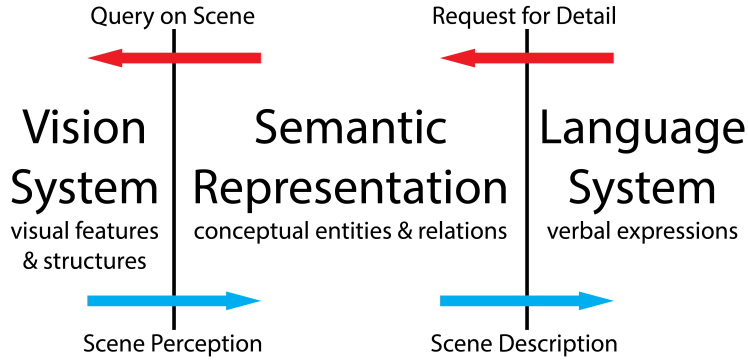 Query on Scene
Request for Detail
Vision
System
visual features
& structures
Semantic
Representation
conceptual entities & relations
Language
System
verbal expressions
Scene Perception
Scene Description